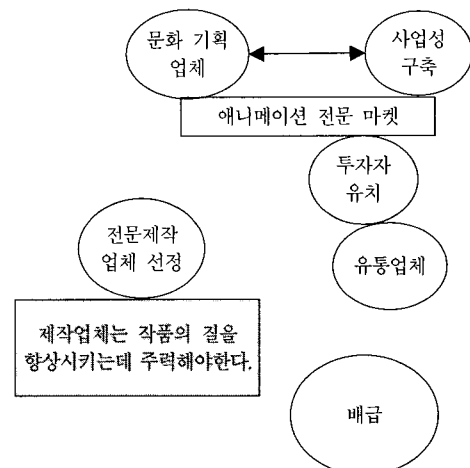 문화 기획
업체
사업성
구축
애니메이션 전문 마켓
투자자
유치
전문제작
업체 선정
유통업체
제작업체는 작품의 질을
향상시키는데 주력해야한다.
배급